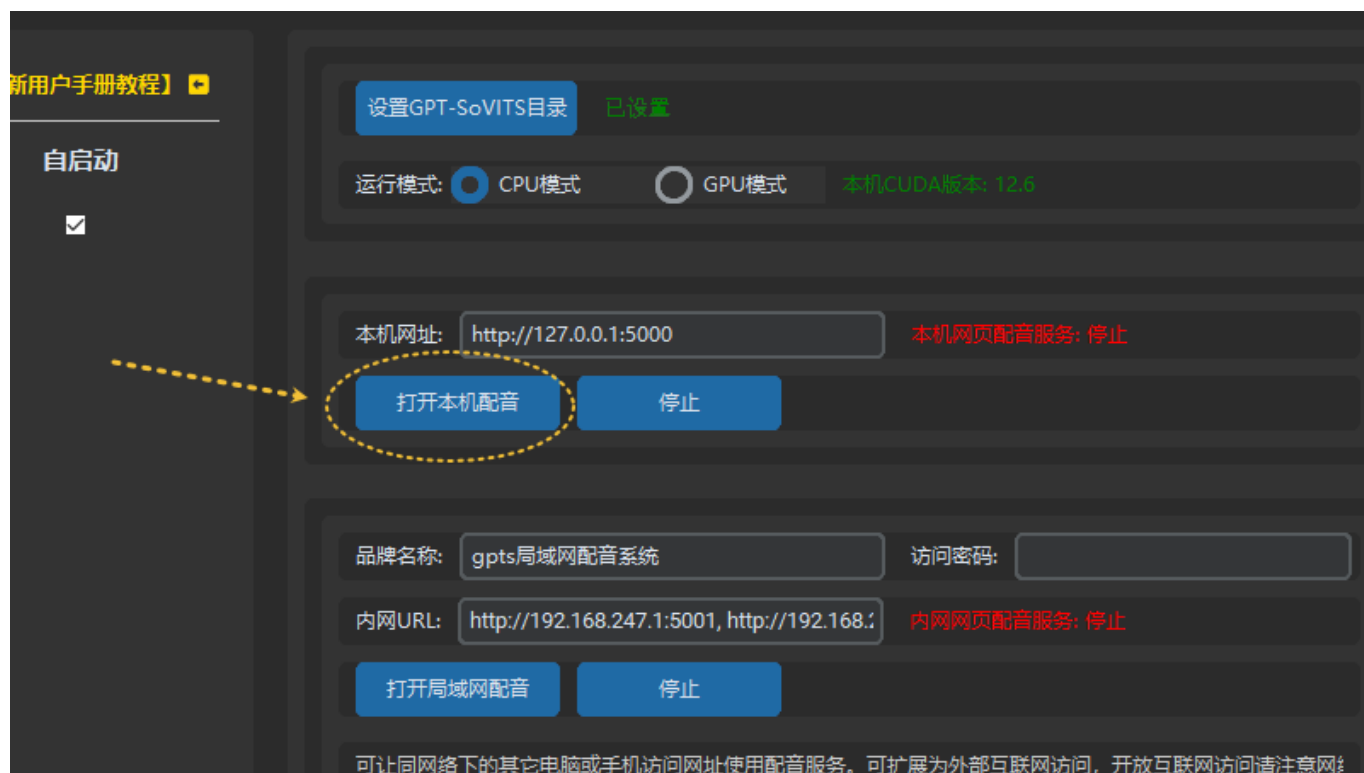 新用户手册教程】
自启动
设置GPT-SoVITS目录 已设置
运行模式: CPU模式 GPU模式 本机CUDA版本: 12.6
本机网址: http://127.0.0.1:5000 本机网页配音服务: 停止
打开本机配音 停止
品牌名称: gpts局域网配音系统 访问密码:
内网URL: http://192.168.247.1:5001, http://192.168.2 内网网页配音服务: 停止
打开局域网配音 停止
可让同网络下的其它电脑或手机访问网址使用配音服务。可扩展为外部互联网访问，开放互联网访问请注意网络